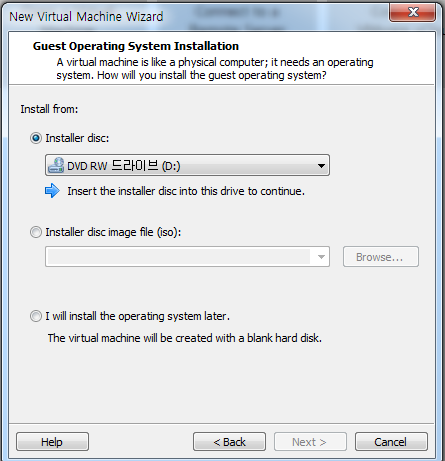 New Virtual Machine Wizard
Guest Operating System Installation
A virtual machine is like a physical computer; it needs an operating
system. How will you install the guest operating system?
Install from:
Installer disc:
DVD RW 드라이브 (D:)
Insert the installer disc into this drive to continue.
Installer disc image file (iso):
Browse...
I will install the operating system later.
The virtual machine will be created with a blank hard disk.
Help
< Back
Next >
Cancel